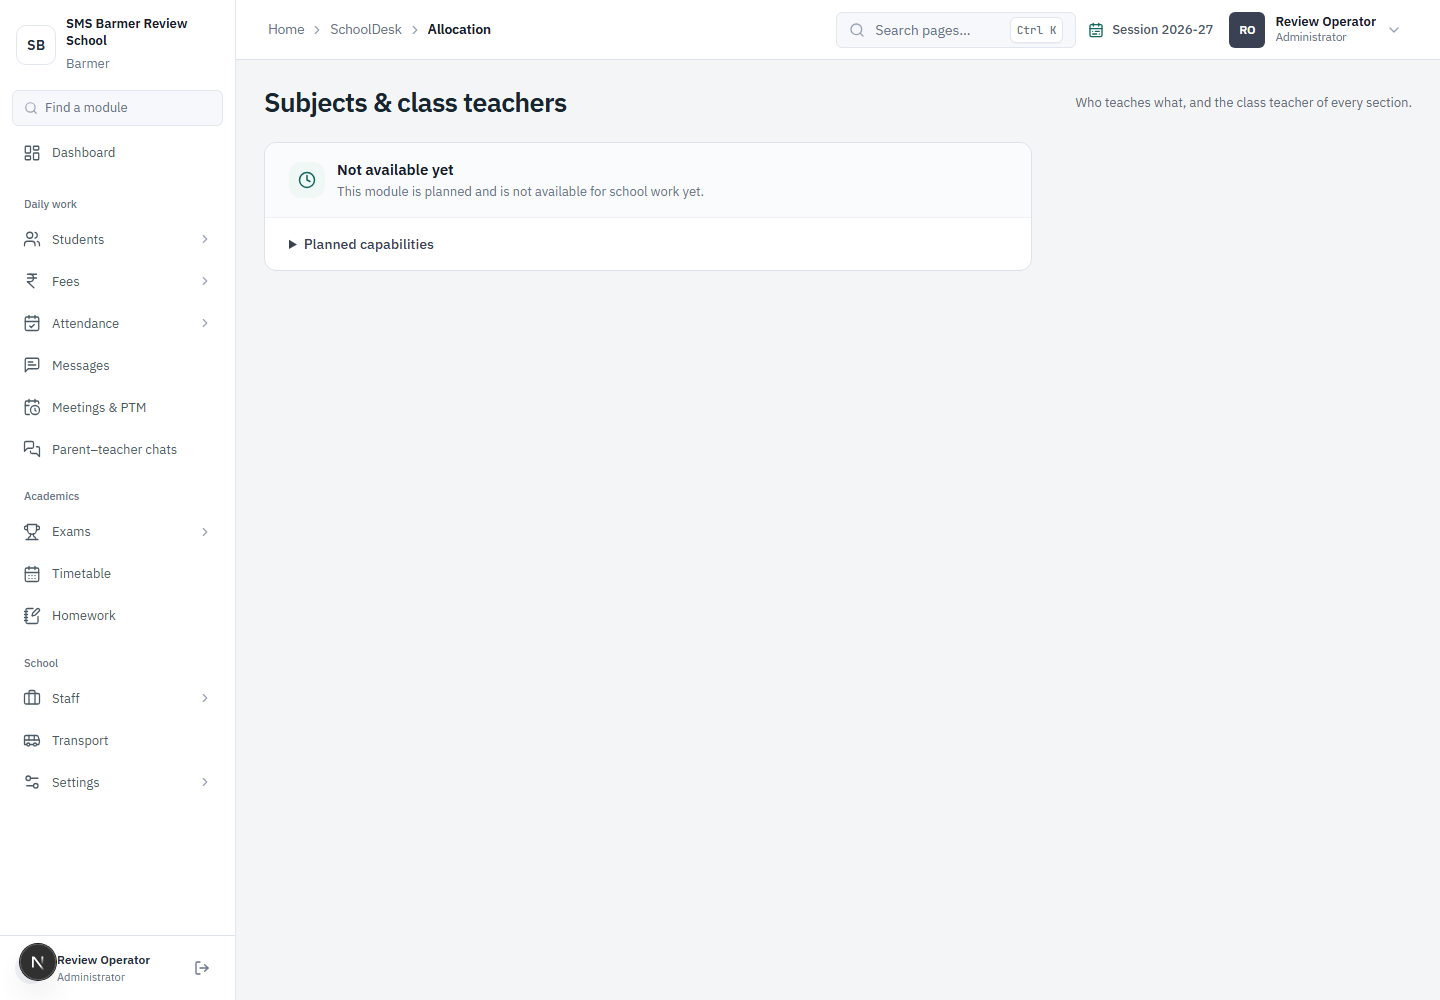 SB
SMS Barmer Review
School
Barmer
Find a module
Dashboard
Daily work
Students
Fees
Attendance
Messages
Meetings & PTM
Parent–teacher chats
Academics
Exams
Timetable
Homework
School
Staff
Transport
Settings
N
Review Operator
Administrator
Home
SchoolDesk
Allocation
Search pages...
Ctrl K
Session 2026-27
RO
Review Operator
Administrator
Subjects & class teachers
Who teaches what, and the class teacher of every section.
Not available yet
This module is planned and is not available for school work yet.
Planned capabilities